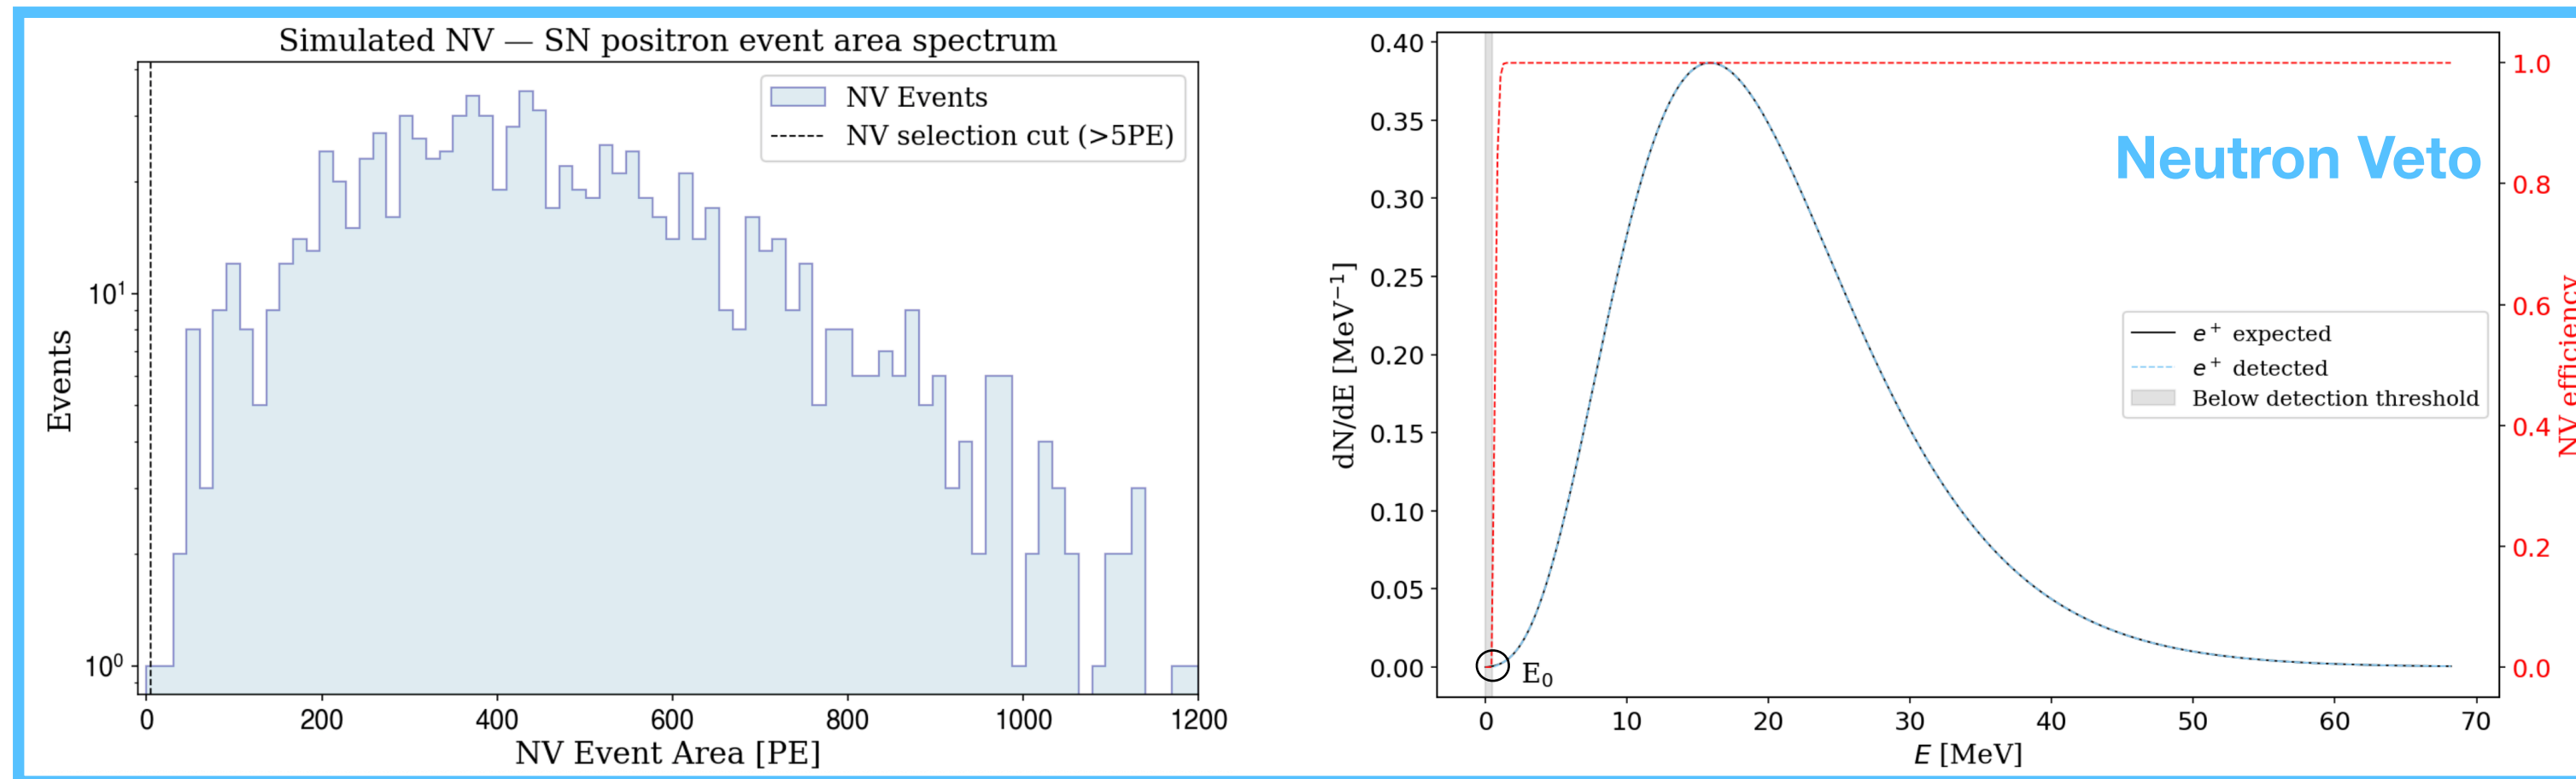 Simulated NV — SN positron event area spectrum
NV Events
NV selection cut (>5PE)
Events
10¹
10⁰
0 200 400 600 800 1000 1200
NV Event Area [PE]
Neutron Veto
dN/dE [MeV⁻¹]
0.40
0.35
0.30
0.25
0.20
0.15
0.10
0.05
0.00
e⁺ expected
e⁺ detected
Below detection threshold
E₀
0 10 20 30 40 50 60 70
E [MeV]
1.0
0.8
0.6
0.4
0.2
0.0
NV efficiency